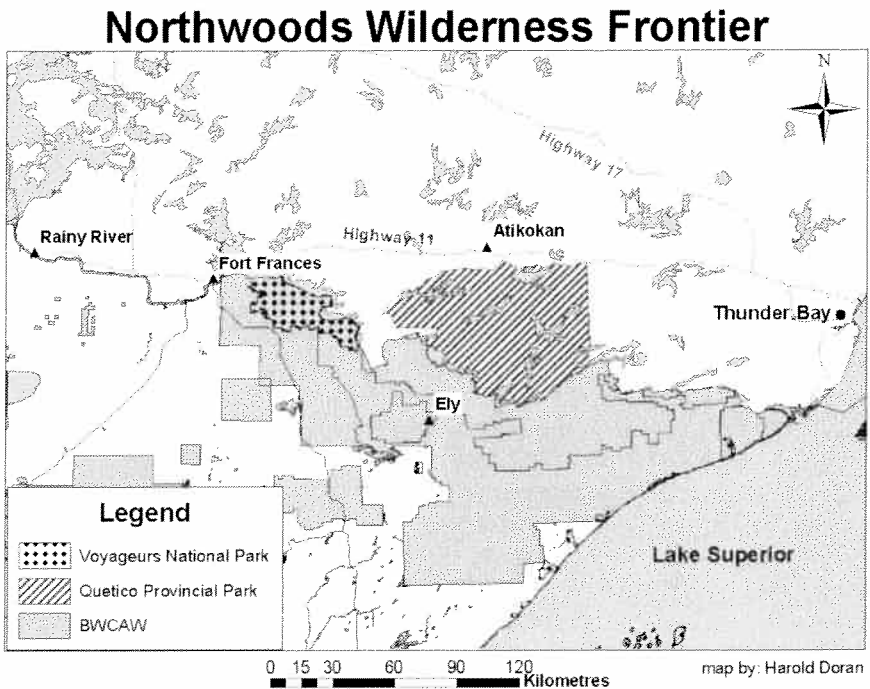 Northwoods Wilderness Frontier
N
Highway 17
Rainy River
Highway 11
Atikokan
Fort Frances
Thunder Bay
Ely
Legend
Voyageurs National Park
Quetico Provincial Park
BWCAW
Lake Superior
0 15 30 60 90 120
Kilometres
map by: Harold Doran